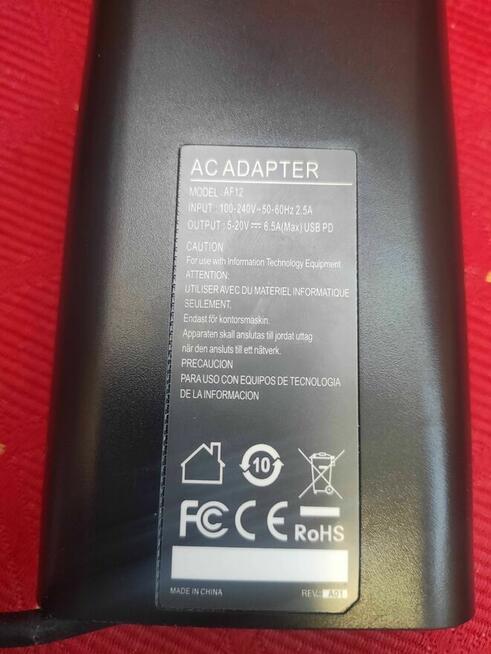 AC ADAPTER
MODEL : AF12
INPUT : 100-240V~50-60Hz 2.5A
OUTPUT : 5-20V⎓ 6.5A(Max) USB PD
CAUTION
For use with Information Technology Equipment
ATTENTION:
UTILISER AVEC DU MATERIEL INFORMATIQUE
SEULEMENT.
Endast för kontorsmaskin.
Apparaten skall anslutas till jordat uttag
när den ansluts till ett nätverk.
PRECAUCION
PARA USO CON EQUIPOS DE TECNOLOGIA
DE LA INFORMACION
10
FC CE RoHS
MADE IN CHINA REV.: A01